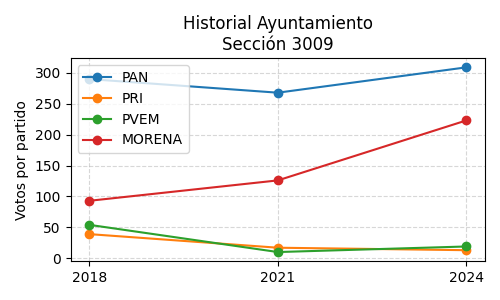 Historial Ayuntamiento
Sección 3009
Votos por partido
300
250
200
150
100
50
0
PAN
PRI
PVEM
MORENA
2018
2021
2024